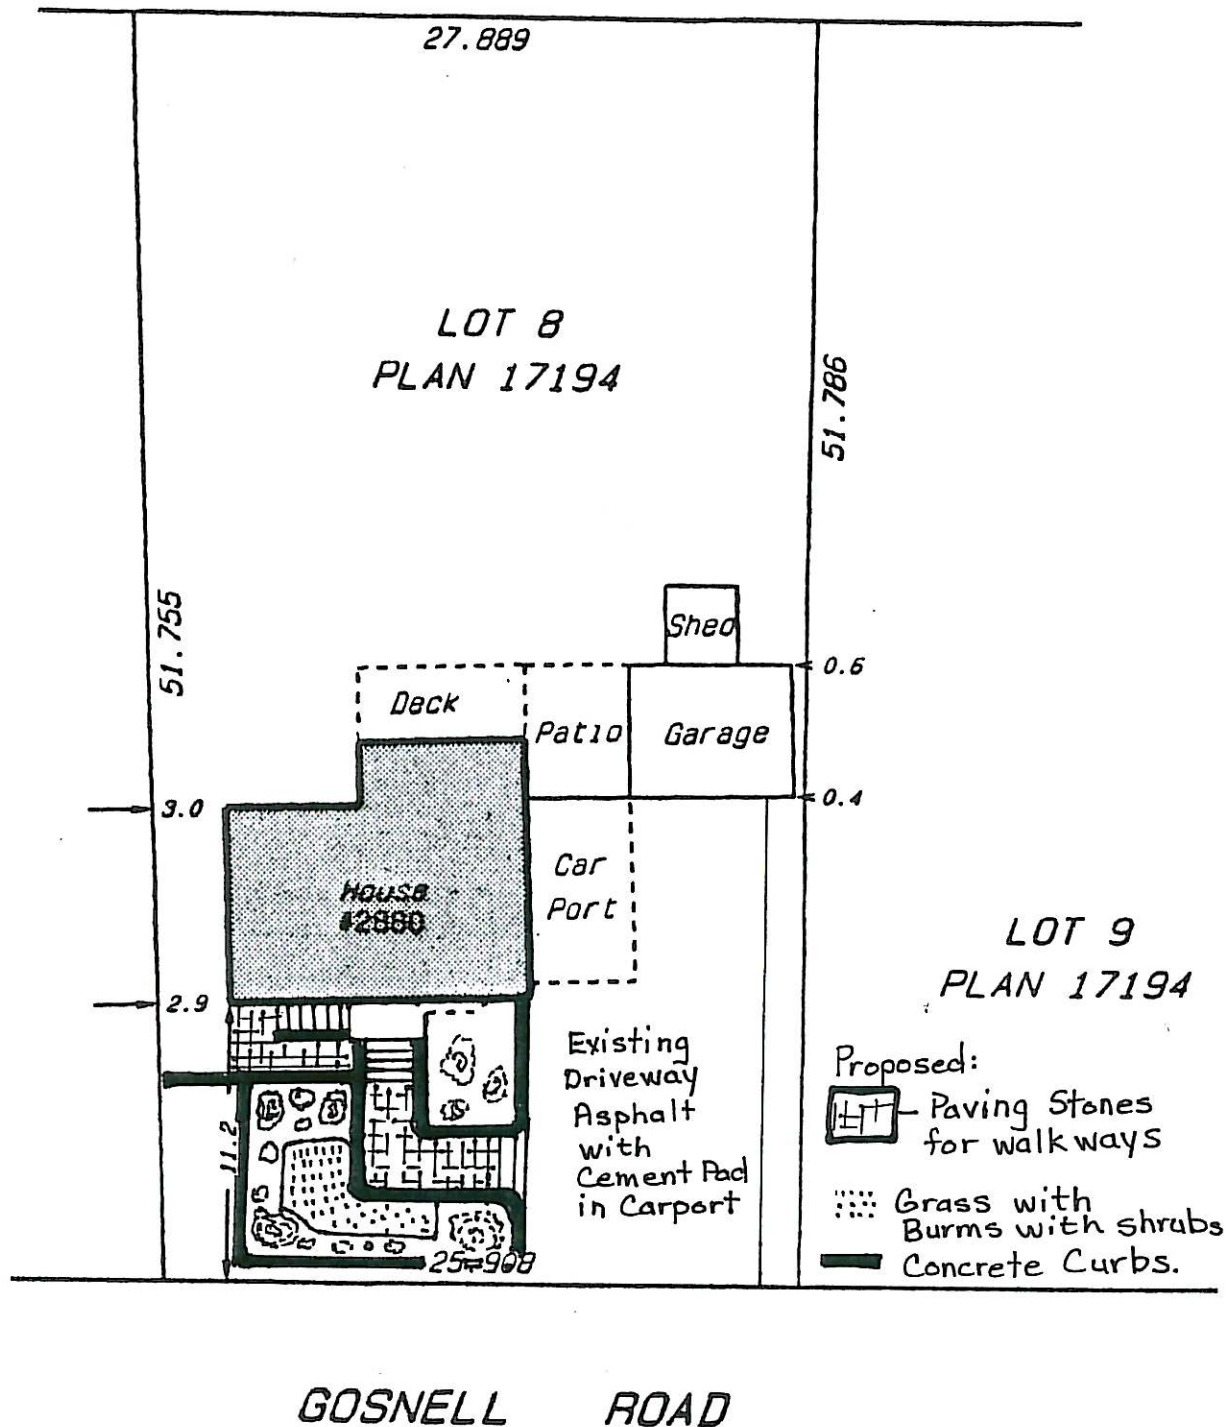 27.889
LOT 8
PLAN 17194
51.786
51.755
Shed
0.6
Deck
Patio
Garage
3.0
0.4
Car
Port
House
#2880
LOT 9
PLAN 17194
2.9
Existing
Driveway
Asphalt
with
Cement Pad
in Carport
Proposed:
Paving Stones
for walkways
11.2
Grass with
Burms with shrubs
Concrete Curbs.
25.908
GOSNELL ROAD